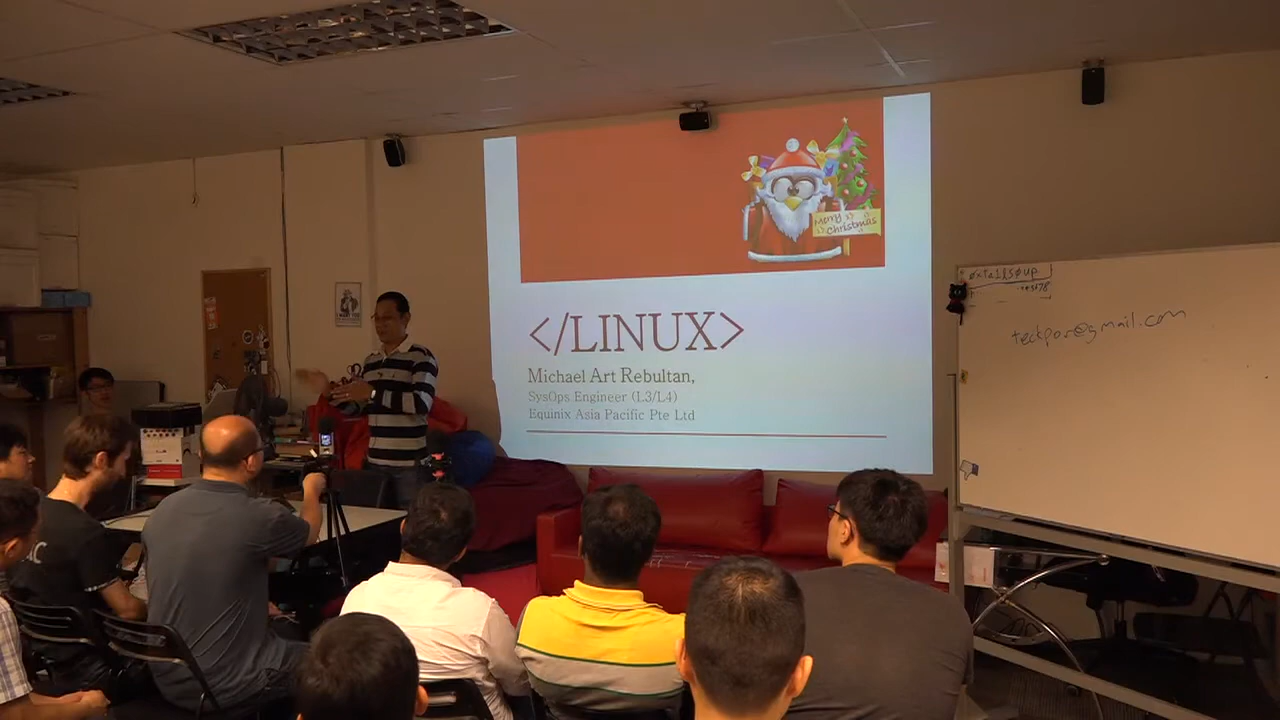 Merry
Christmas
</LINUX>
Michael Art Rebultan,
SysOps Engineer (L3/L4)
Equinix Asia Pacific Pte Ltd
teckpor@gmail.com